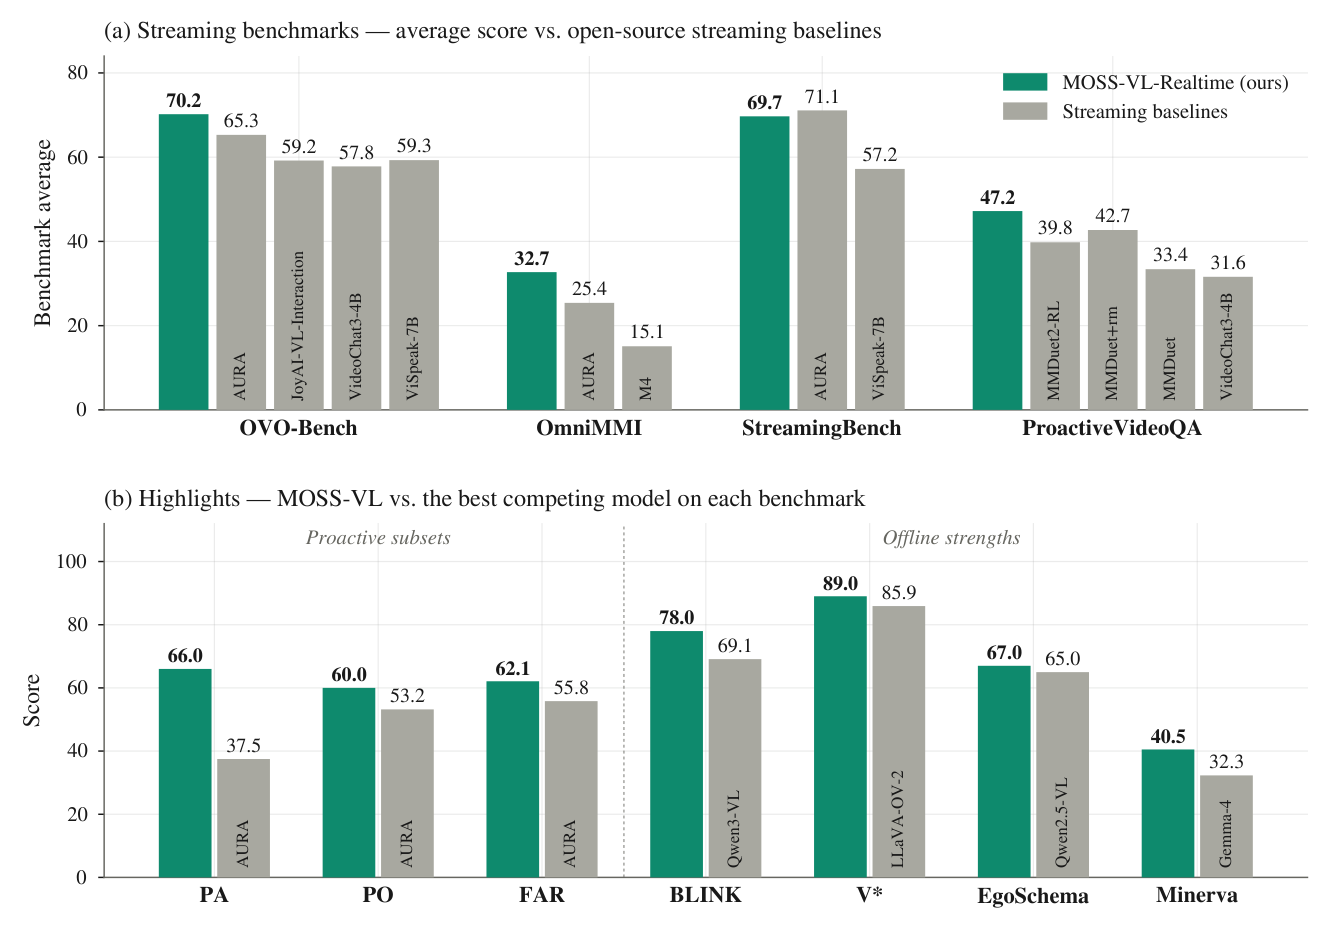 (a) Streaming benchmarks — average score vs. open-source streaming baselines
MOSS-VL-Realtime (ours)
Streaming baselines
Benchmark average
80
60
40
20
0
70.2
65.3
59.2
57.8
59.3
AURA
JoyAI-VL-Interaction
VideoChat3-4B
ViSpeak-7B
32.7
25.4
15.1
AURA
M4
69.7
71.1
57.2
AURA
ViSpeak-7B
47.2
39.8
42.7
33.4
31.6
MMDuet2-RL
MMDuet+rm
MMDuet
VideoChat3-4B
OVO-Bench
OmniMMI
StreamingBench
ProactiveVideoQA
(b) Highlights — MOSS-VL vs. the best competing model on each benchmark
Proactive subsets
Offline strengths
Score
100
80
60
40
20
0
66.0
37.5
AURA
60.0
53.2
AURA
62.1
55.8
AURA
78.0
69.1
Qwen3-VL
89.0
85.9
LLaVA-OV-2
67.0
65.0
Qwen2.5-VL
40.5
32.3
Gemma-4
PA
PO
FAR
BLINK
V*
EgoSchema
Minerva